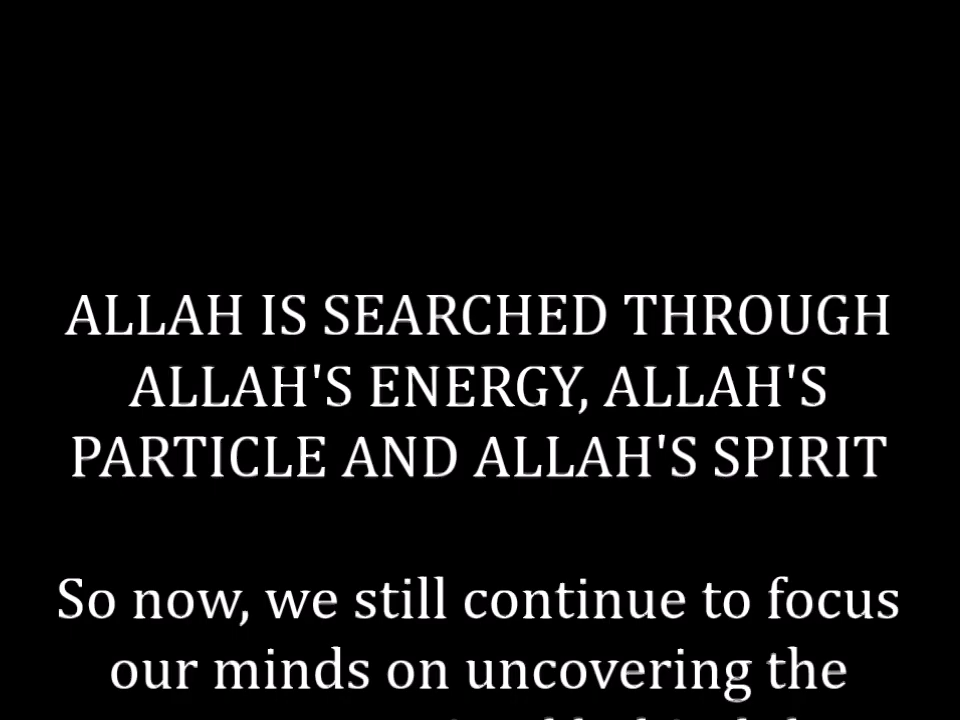 ALLAH IS SEARCHED THROUGH
ALLAH'S ENERGY, ALLAH'S
PARTICLE AND ALLAH'S SPIRIT
So now, we still continue to focus
our minds on uncovering the